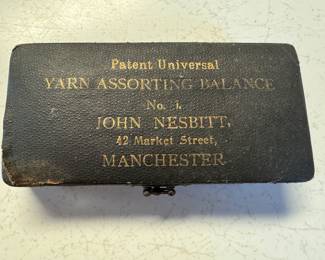 Patent Universal
YARN ASSORTING BALANCE
No. 1.
JOHN NESBITT,
42 Market Street,
MANCHESTER